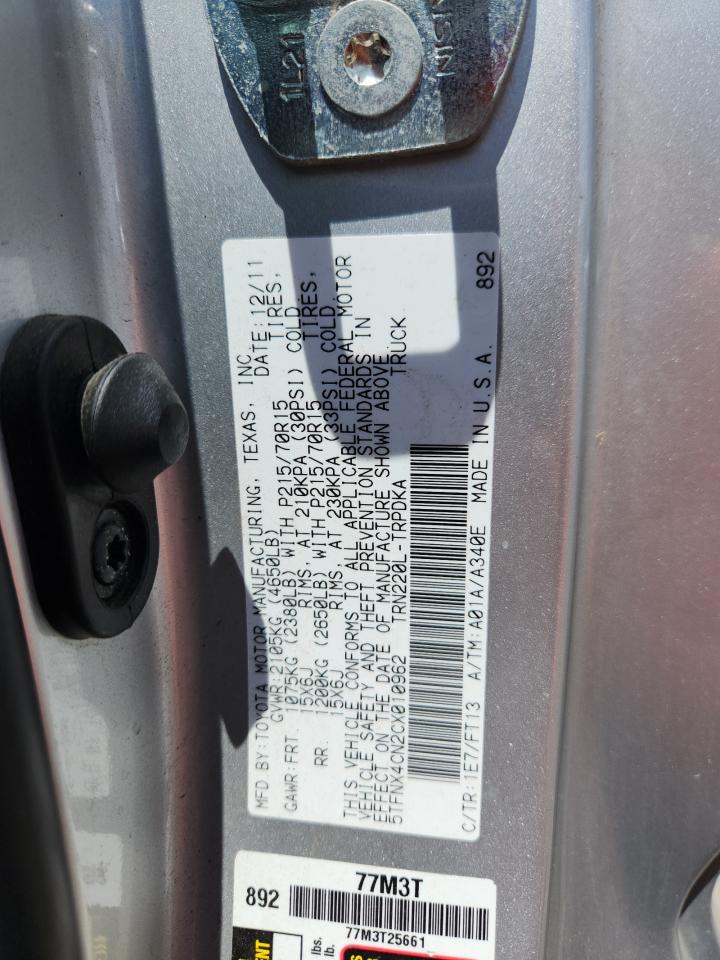 1L21
NISIN
MFD BY: TOYOTA MOTOR MANUFACTURING, TEXAS, INC.
GVWR: 2105KG (4650LB) DATE: 12/11
GAWR: FRT. 1075KG (2380LB) WITH P215/70R15 TIRES,
15X6J RIMS, AT 210KPA (30PSI) COLD.
RR. 1200KG (2650LB) WITH P215/70R15 TIRES,
15X6J RIMS, AT 230KPA (33PSI) COLD.
THIS VEHICLE CONFORMS TO ALL APPLICABLE FEDERAL MOTOR
VEHICLE SAFETY AND THEFT PREVENTION STANDARDS IN
EFFECT ON THE DATE OF MANUFACTURE SHOWN ABOVE.
5TFNX4CN2CX010962 TRN220L-TRPDKA TRUCK
C/TR: 1E7/FT13 A/TM: A01A/A340E MADE IN U.S.A. 892
77M3T
892
77M3T25661
lbs.
lb.